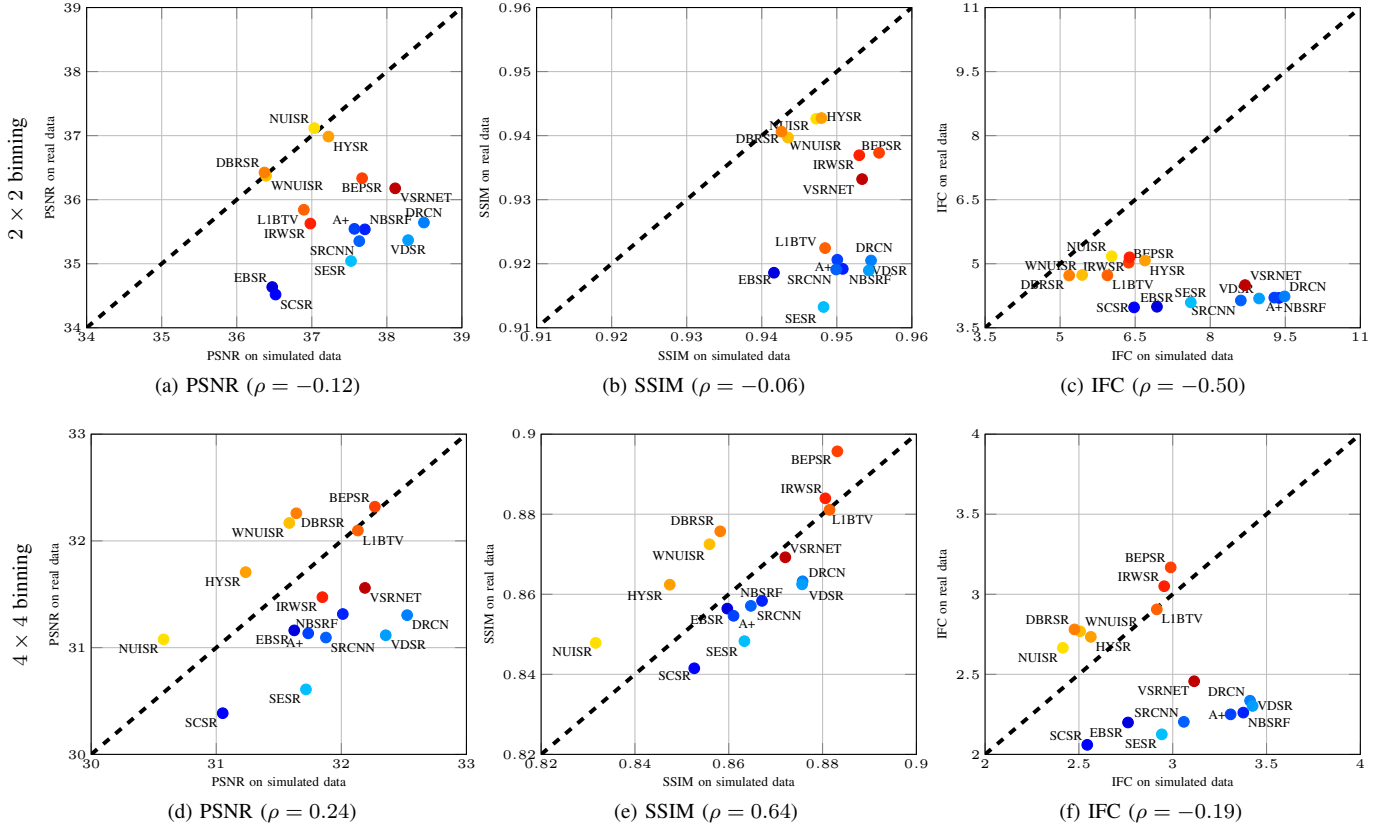 2 × 2 binning
39
38
37
36
35
34
34
35
36
37
38
39
PSNR on real data
PSNR on simulated data
NUISR
HYSR
DBRSR
WNUISR
BEPSR
VSRNET
L1BTV
IRWSR
A+
NBSRF
DRCN
SRCNN
VDSR
SESR
EBSR
SCSR
(a) PSNR (ρ = −0.12)
0.96
0.95
0.94
0.93
0.92
0.91
0.91
0.92
0.93
0.94
0.95
0.96
SSIM on real data
SSIM on simulated data
NUISR
HYSR
DBRSR
WNUISR
BEPSR
IRWSR
VSRNET
L1BTV
DRCN
EBSR
A+
VDSR
SRCNN
NBSRF
SESR
(b) SSIM (ρ = −0.06)
11
9.5
8
6.5
5
3.5
3.5
5
6.5
8
9.5
11
IFC on real data
IFC on simulated data
NUISR
BEPSR
WNUISR
IRWSR
HYSR
DBRSR
L1BTV
VSRNET
SESR
VDSR
DRCN
SCSR
EBSR
SRCNN
A+
NBSRF
(c) IFC (ρ = −0.50)
4 × 4 binning
33
32
31
30
30
31
32
33
PSNR on real data
PSNR on simulated data
BEPSR
WNUISR
DBRSR
L1BTV
HYSR
IRWSR
VSRNET
NUISR
NBSRF
EBSR
A+
SRCNN
DRCN
VDSR
SESR
SCSR
(d) PSNR (ρ = 0.24)
0.9
0.88
0.86
0.84
0.82
0.82
0.84
0.86
0.88
0.9
SSIM on real data
SSIM on simulated data
BEPSR
IRWSR
L1BTV
DBRSR
WNUISR
VSRNET
HYSR
DRCN
NBSRF
VDSR
EBSR
A+
SRCNN
NUISR
SESR
SCSR
(e) SSIM (ρ = 0.64)
4
3.5
3
2.5
2
2
2.5
3
3.5
4
IFC on real data
IFC on simulated data
BEPSR
IRWSR
L1BTV
DBRSR
WNUISR
HYSR
NUISR
VSRNET
DRCN
VDSR
SRCNN
A+
NBSRF
SCSR
EBSR
SESR
(f) IFC (ρ = −0.19)